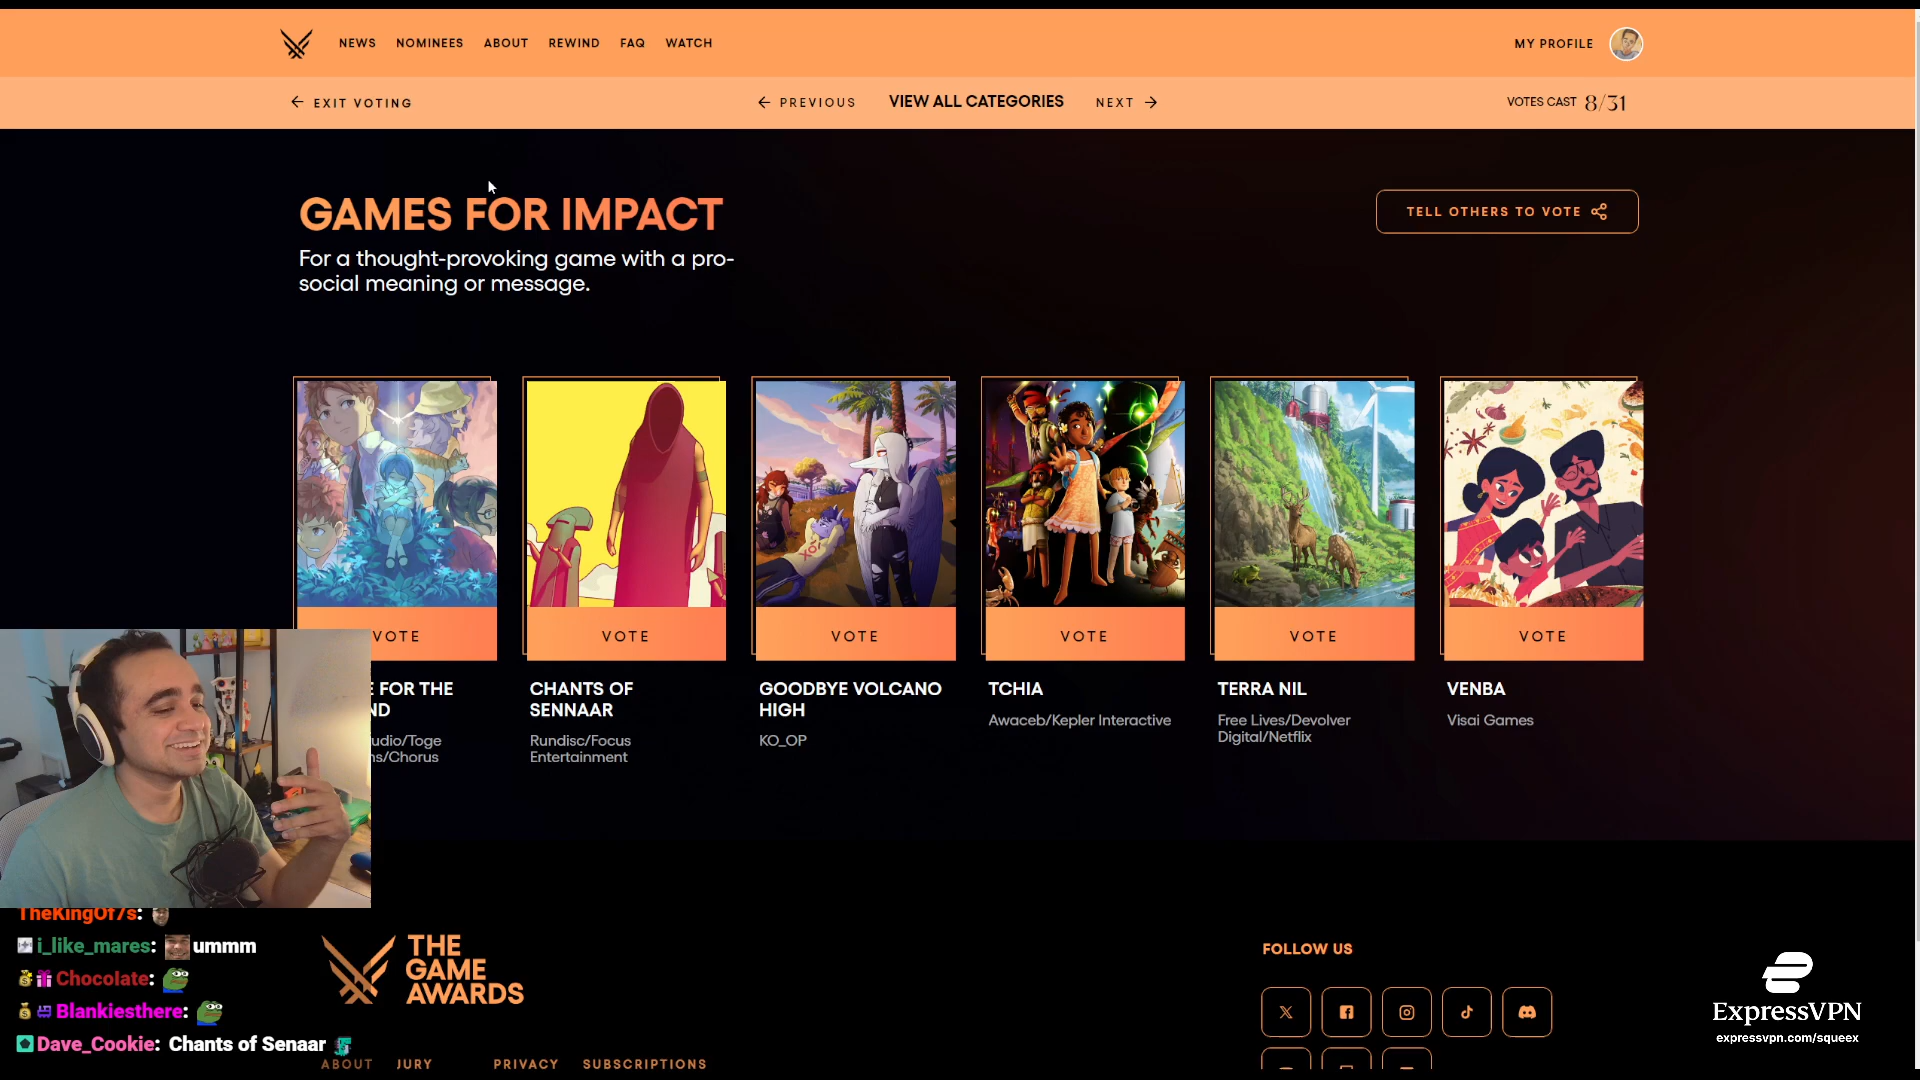 NEWS NOMINEES ABOUT REWIND FAQ WATCH
MY PROFILE
EXIT VOTING
PREVIOUS VIEW ALL CATEGORIES NEXT
VOTES CAST 8/31
GAMES FOR IMPACT
TELL OTHERS TO VOTE
For a thought-provoking game with a pro-
social meaning or message.
VOTE VOTE VOTE VOTE VOTE VOTE
FOR THE
CHANTS OF
SENNAAR
Rundisc/Focus
Entertainment
GOODBYE VOLCANO
HIGH
KO_OP
TCHIA
Awaceb/Kepler Interactive
TERRA NIL
Free Lives/Devolver
Digital/Netflix
VENBA
Visai Games
udio/Toge
ns/Chorus
TheKingOf7s:
i_like_mares: ummm
Chocolate:
Blankiesthere:
Dave_Cookie: Chants of Senaar
THE
GAME
AWARDS
FOLLOW US
ABOUT JURY PRIVACY SUBSCRIPTIONS
ExpressVPN
expressvpn.com/squeex